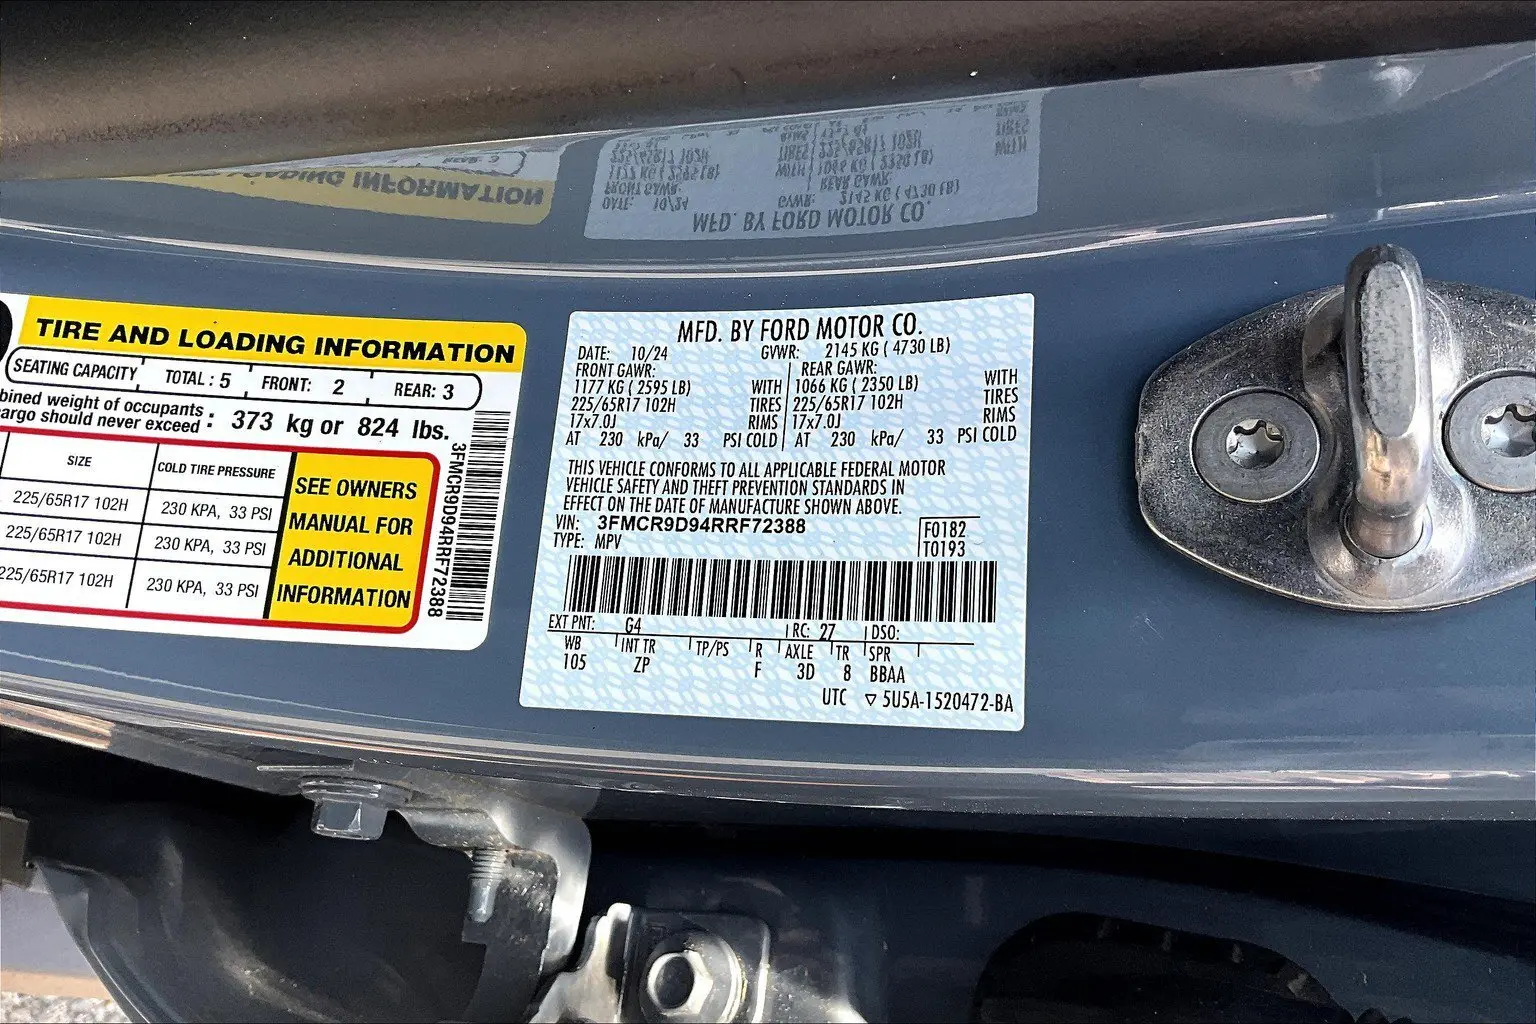 TIRE AND LOADING INFORMATION
SEATING CAPACITY TOTAL : 5 FRONT: 2 REAR: 3
bined weight of occupants
argo should never exceed : 373 kg or 824 lbs.
SIZE COLD TIRE PRESSURE
225/65R17 102H 230 KPA, 33 PSI
225/65R17 102H 230 KPA, 33 PSI
225/65R17 102H 230 KPA, 33 PSI
SEE OWNERS
MANUAL FOR
ADDITIONAL
INFORMATION
3FMCR9D94RRF72388
MFD. BY FORD MOTOR CO.
DATE: 10/24 GVWR: 2145 KG ( 4730 LB)
FRONT GAWR: REAR GAWR:
1177 KG ( 2595 LB) WITH 1066 KG ( 2350 LB) WITH
225/65R17 102H TIRES 225/65R17 102H TIRES
17x7.0J RIMS 17x7.0J RIMS
AT 230 kPa/ 33 PSI COLD AT 230 kPa/ 33 PSI COLD
THIS VEHICLE CONFORMS TO ALL APPLICABLE FEDERAL MOTOR
VEHICLE SAFETY AND THEFT PREVENTION STANDARDS IN
EFFECT ON THE DATE OF MANUFACTURE SHOWN ABOVE.
VIN: 3FMCR9D94RRF72388 F0182
TYPE: MPV T0193
EXT PNT: G4 RC: 27 DSO:
WB INT TR TP/PS R AXLE TR SPR
105 ZP F 3D 8 BBAA
UTC ▽ 5U5A-1520472-BA